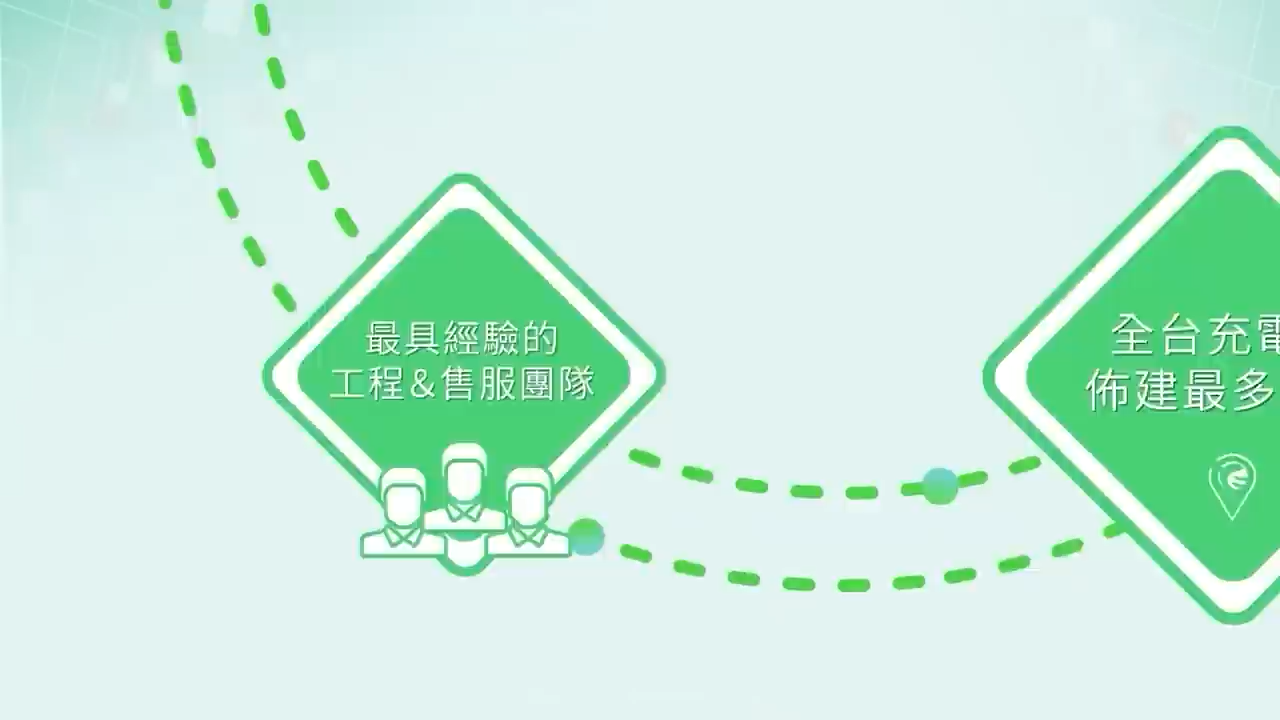 最具經驗的
工程&售服團隊
全台充電
佈建最多